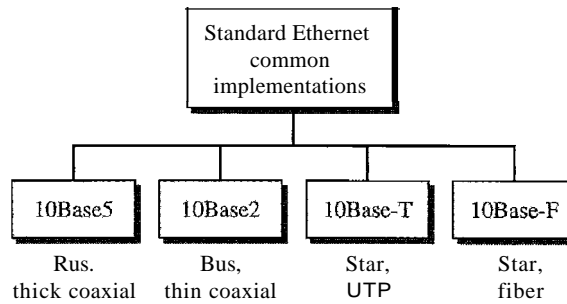 Standard Ethernet
common
implementations
10Base5
10Base2
10Base-T
10Base-F
Rus.
thick coaxial
Bus,
thin coaxial
Star,
UTP
Star,
fiber